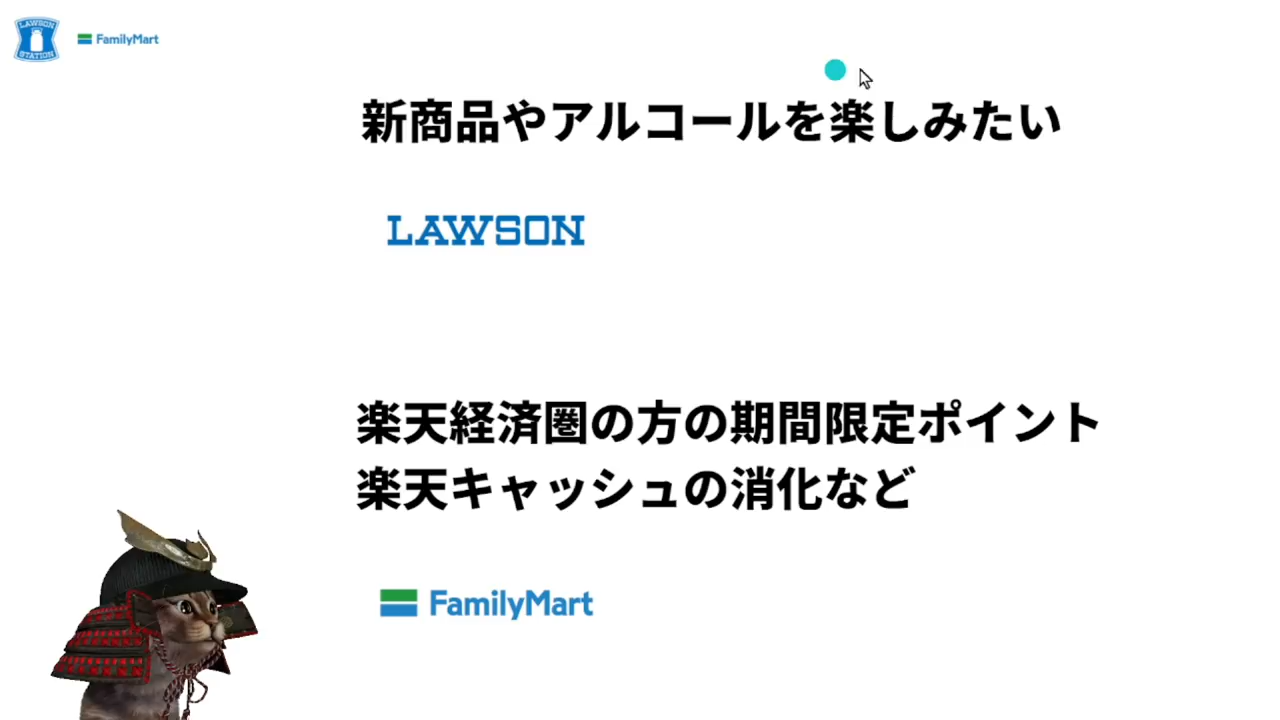 LAWSON
STATION
FamilyMart
新商品やアルコールを楽しみたい
LAWSON
楽天経済圏の方の期間限定ポイント
楽天キャッシュの消化など
FamilyMart